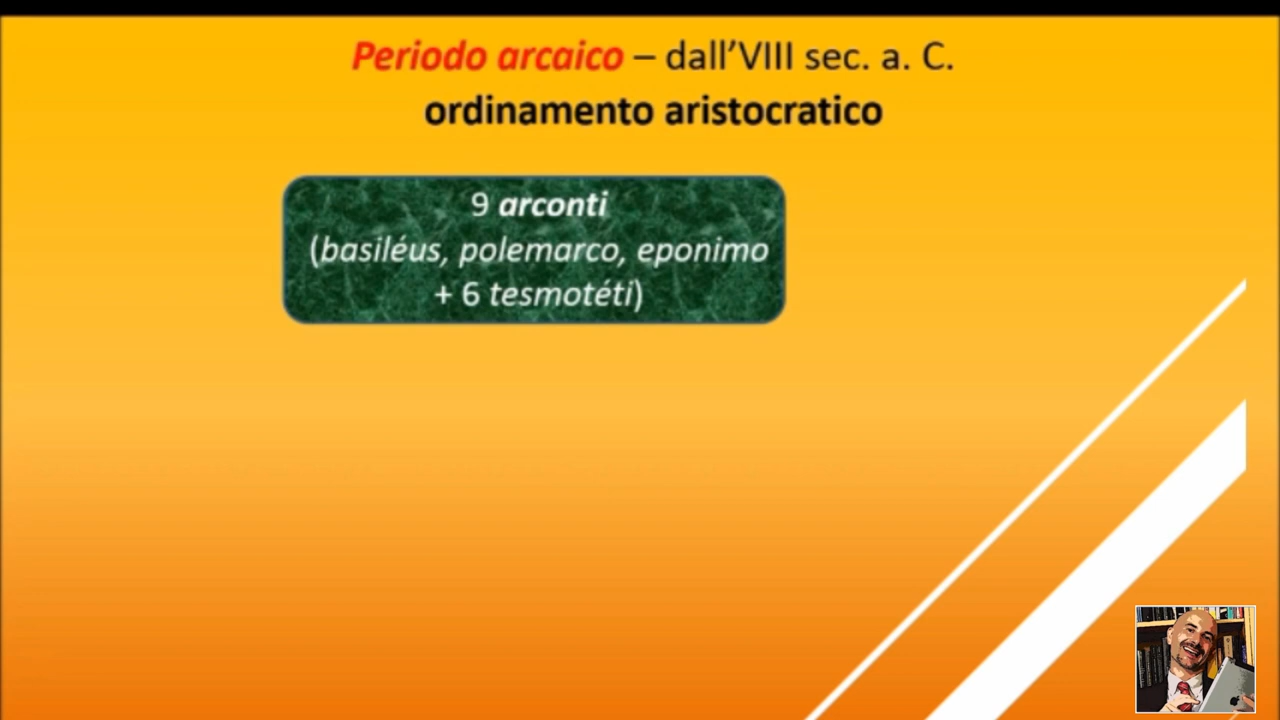 Periodo arcaico – dall'VIII sec. a. C.
ordinamento aristocratico
9 arconti
(basiléus, polemarco, eponimo
+ 6 tesmotéti)